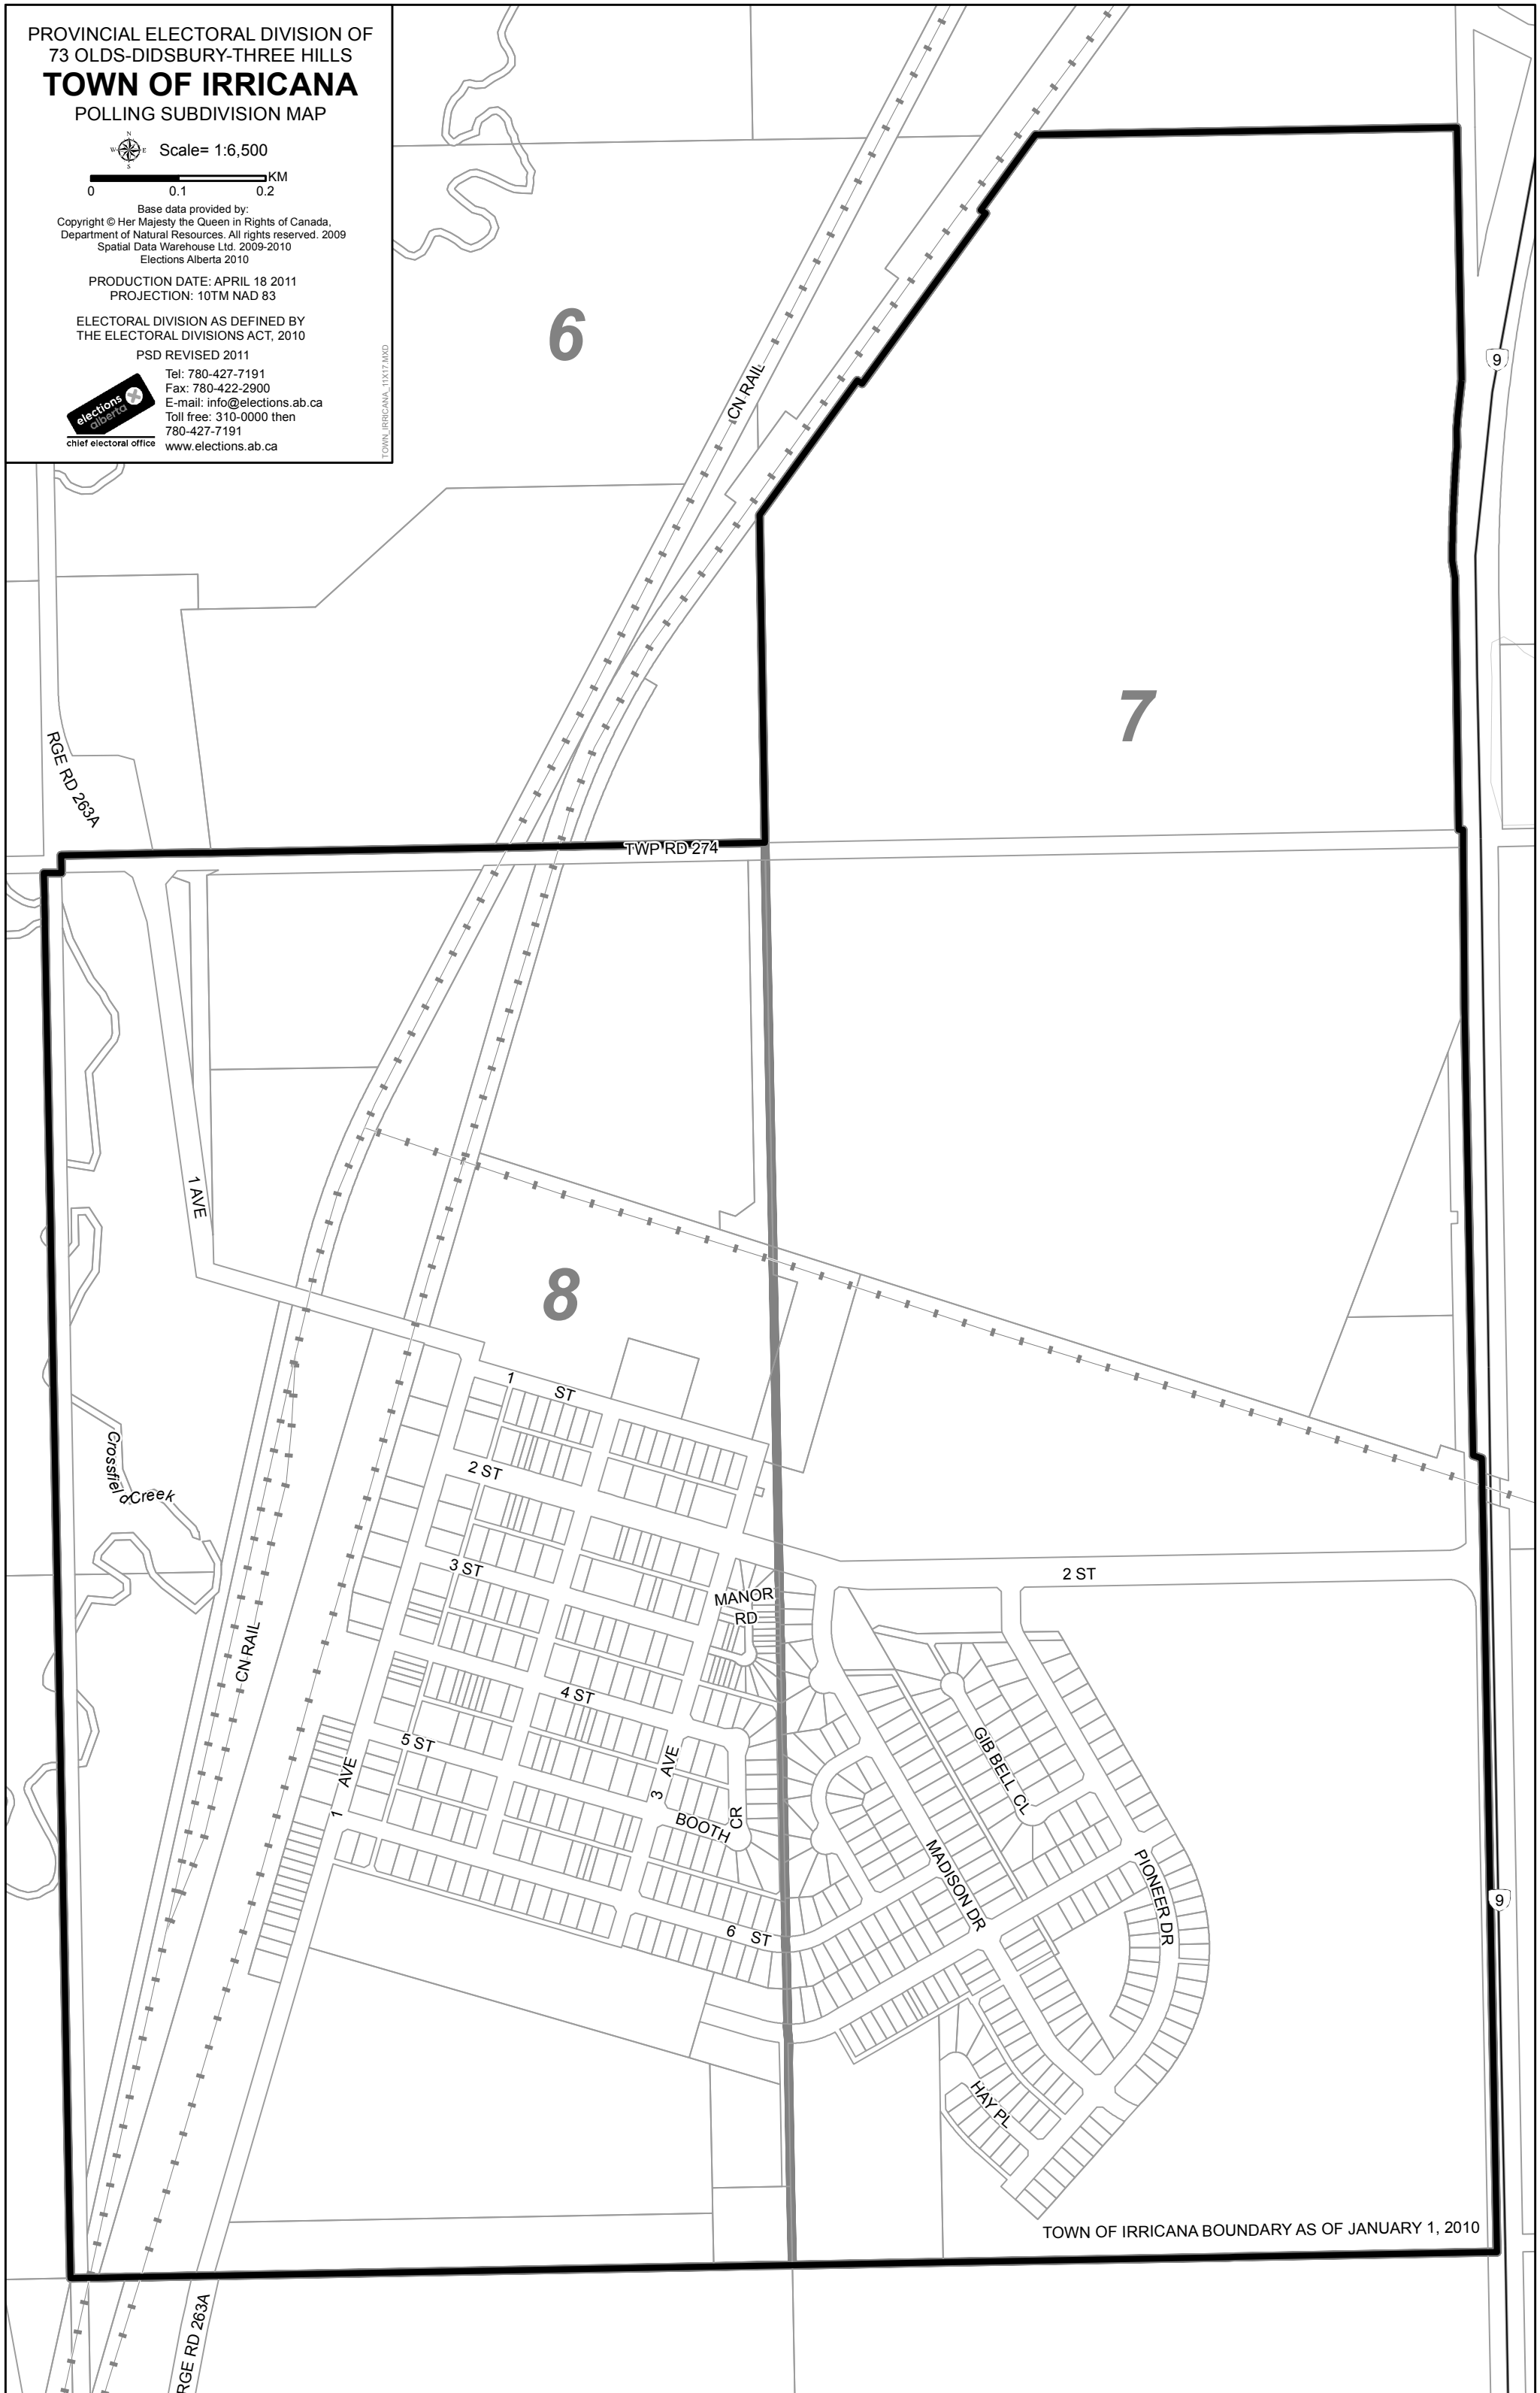 PROVINCIAL ELECTORAL DIVISION OF
73 OLDS-DIDSBURY-THREE HILLS
TOWN OF IRRICANA
POLLING SUBDIVISION MAP
N
W E
S
Scale= 1:6,500
KM
0 0.1 0.2
Base data provided by:
Copyright © Her Majesty the Queen in Rights of Canada,
Department of Natural Resources. All rights reserved. 2009
Spatial Data Warehouse Ltd. 2009-2010
Elections Alberta 2010
PRODUCTION DATE: APRIL 18 2011
PROJECTION: 10TM NAD 83
ELECTORAL DIVISION AS DEFINED BY
THE ELECTORAL DIVISIONS ACT, 2010
PSD REVISED 2011
elections
alberta
chief electoral office
Tel: 780-427-7191
Fax: 780-422-2900
E-mail: info@elections.ab.ca
Toll free: 310-0000 then
780-427-7191
www.elections.ab.ca
TOWN_IRRICANA_11X17.MXD
6
CN RAIL
9
7
RGE RD 263A
TWP RD 274
1 AVE
8
1 ST
2 ST
Crossfield Creek
3 ST
2 ST
MANOR
RD
CN RAIL
4 ST
5 ST
GIB BELL CL
1 AVE
3 AVE
BOOTH CR
MADISON DR
PIONEER DR
9
6 ST
HAY PL
TOWN OF IRRICANA BOUNDARY AS OF JANUARY 1, 2010
RGE RD 263A